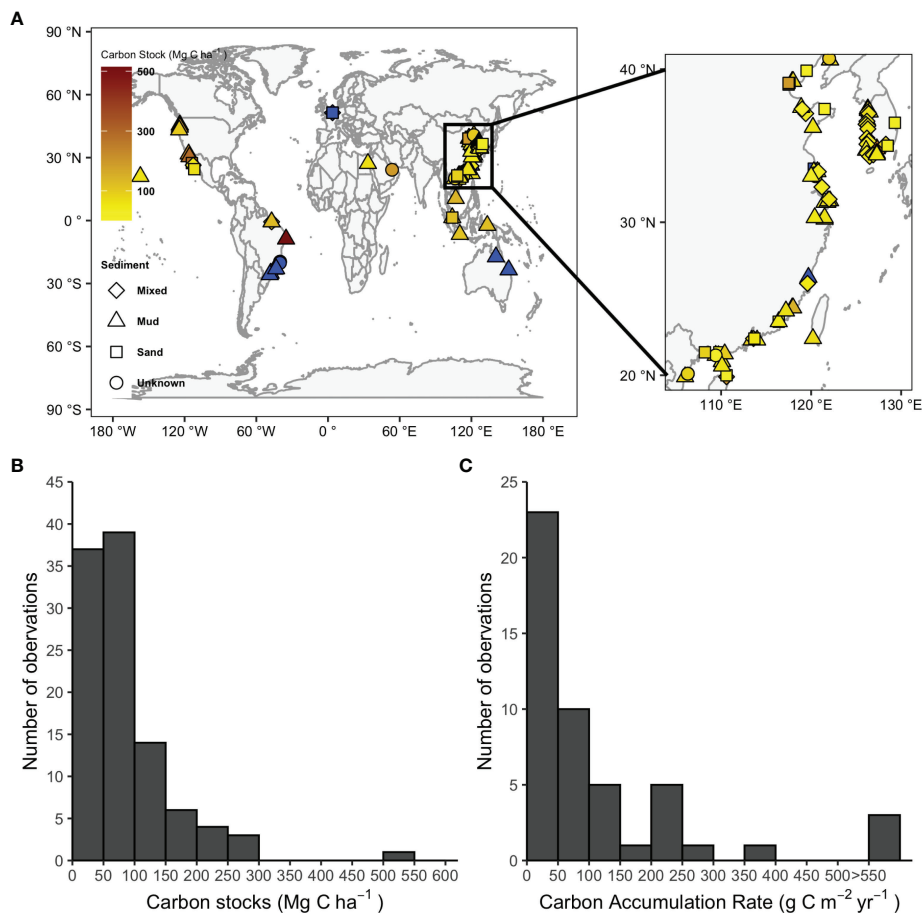 A
90 °N
60 °N
30 °N
0 °
30 °S
60 °S
90 °S
180 °W
120 °W
60 °W
0 °
60 °E
120 °E
180 °E
Carbon Stock (Mg C ha⁻¹)
500
300
100
Sediment
Mixed
Mud
Sand
Unknown
40 °N
30 °N
20 °N
110 °E
120 °E
130 °E
B
Number of obervations
45
40
35
30
25
20
15
10
5
0
0 50 100 150 200 250 300 350 400 450 500 550 600
Carbon stocks (Mg C ha⁻¹)
C
Number of obervations
25
20
15
10
5
0
0 50 100 150 200 250 300 350 400 450 500 >550
Carbon Accumulation Rate (g C m⁻² yr⁻¹)